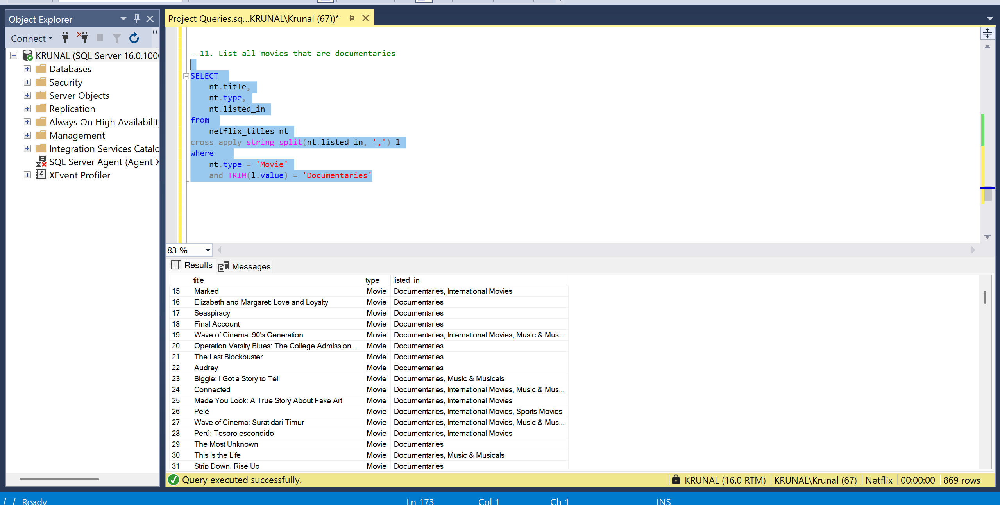 Object Explorer
Connect
KRUNAL (SQL Server 16.0.100
Databases
Security
Server Objects
Replication
Always On High Availabilit
Management
Integration Services Catalo
SQL Server Agent (Agent X
XEvent Profiler
Project Queries.sq...KRUNAL\Krunal (67))*
--11. List all movies that are documentaries
SELECT
nt.title,
nt.type,
nt.listed_in
from
netflix_titles nt
cross apply string_split(nt.listed_in, ',') l
where
nt.type = 'Movie'
and TRIM(l.value) = 'Documentaries'
83 %
Results Messages
title type listed_in
15 Marked Movie Documentaries, International Movies
16 Elizabeth and Margaret: Love and Loyalty Movie Documentaries
17 Seaspiracy Movie Documentaries
18 Final Account Movie Documentaries
19 Wave of Cinema: 90's Generation Movie Documentaries, International Movies, Music & Mus...
20 Operation Varsity Blues: The College Admission... Movie Documentaries
21 The Last Blockbuster Movie Documentaries
22 Audrey Movie Documentaries
23 Biggie: I Got a Story to Tell Movie Documentaries, Music & Musicals
24 Connected Movie Documentaries, International Movies, Music & Mus...
25 Made You Look: A True Story About Fake Art Movie Documentaries, International Movies
26 Pelé Movie Documentaries, International Movies, Sports Movies
27 Wave of Cinema: Surat dari Timur Movie Documentaries, International Movies, Music & Mus...
28 Perú: Tesoro escondido Movie Documentaries, International Movies
29 The Most Unknown Movie Documentaries
30 This Is the Life Movie Documentaries, Music & Musicals
31 Strip Down, Rise Up Movie Documentaries
Query executed successfully. KRUNAL (16.0 RTM) KRUNAL\Krunal (67) Netflix 00:00:00 869 rows
Ready Ln 173 Col 1 Ch 1 INS